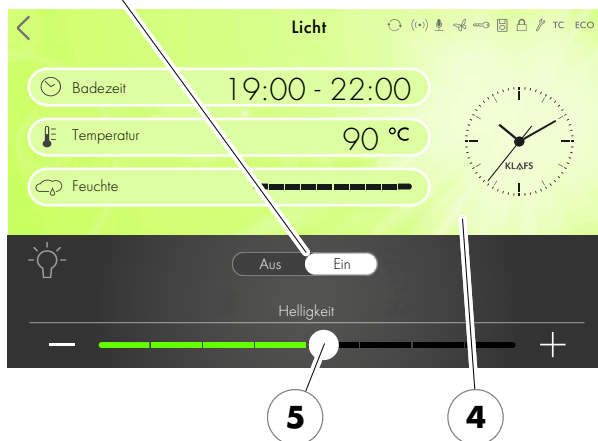 Licht TC ECO
Badezeit 19:00 - 22:00
Temperatur 90 °C
KLAFS
Feuchte
Aus Ein
Helligkeit
5 4